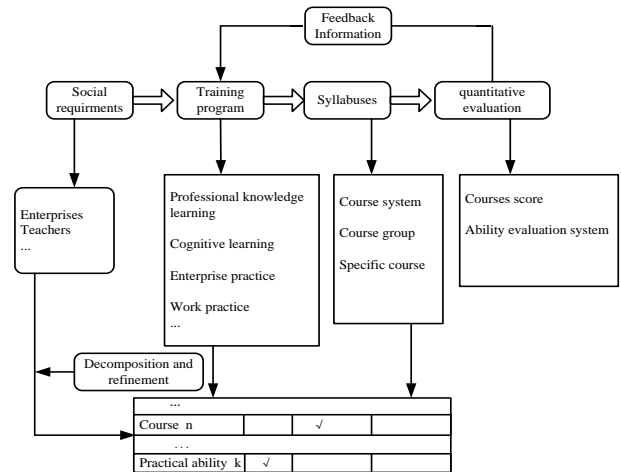 Feedback
Information
Social
requirments
Training
program
Syllabuses
quantitative
evaluation
Enterprises
Teachers
...
Professional knowledge
learning
Cognitive learning
Enterprise practice
Work practice
...
Course system
Course group
Specific course
Courses score
Ability evaluation system
Decomposition and
refinement
...
Course n √
...
Practical ability k √